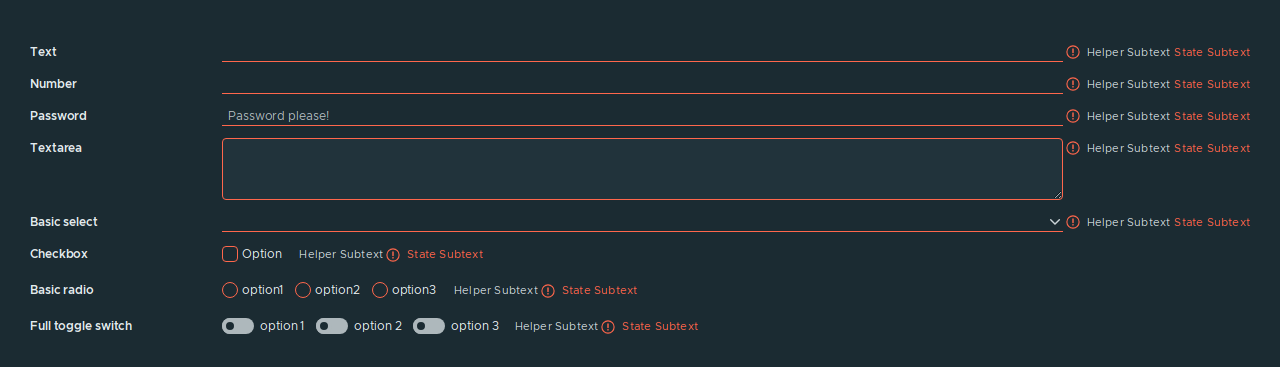 Text Helper Subtext State Subtext
Number Helper Subtext State Subtext
Password Password please! Helper Subtext State Subtext
Textarea Helper Subtext State Subtext
Basic select Helper Subtext State Subtext
Checkbox Option Helper Subtext State Subtext
Basic radio option1 option2 option3 Helper Subtext State Subtext
Full toggle switch option 1 option 2 option 3 Helper Subtext State Subtext